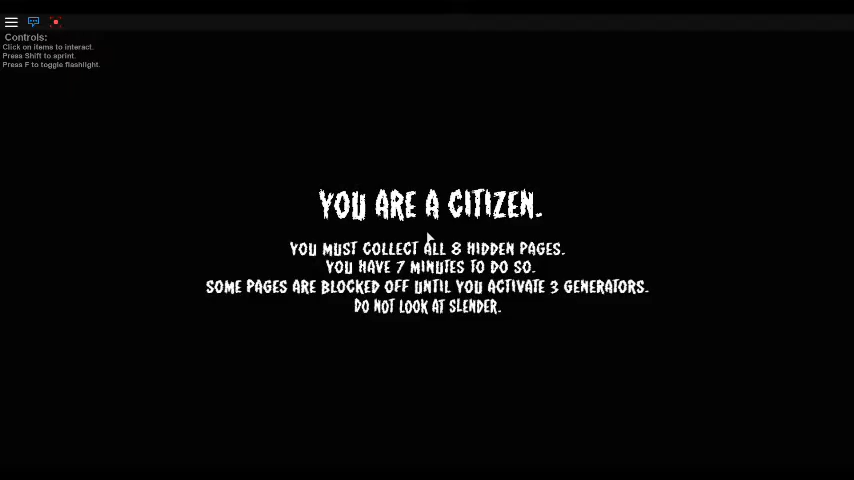 Controls:
Click on items to interact.
Press Shift to sprint.
Press F to toggle flashlight.
YOU ARE A CITIZEN.
YOU MUST COLLECT ALL 8 HIDDEN PAGES.
YOU HAVE 7 MINUTES TO DO SO.
SOME PAGES ARE BLOCKED OFF UNTIL YOU ACTIVATE 3 GENERATORS.
DO NOT LOOK AT SLENDER.